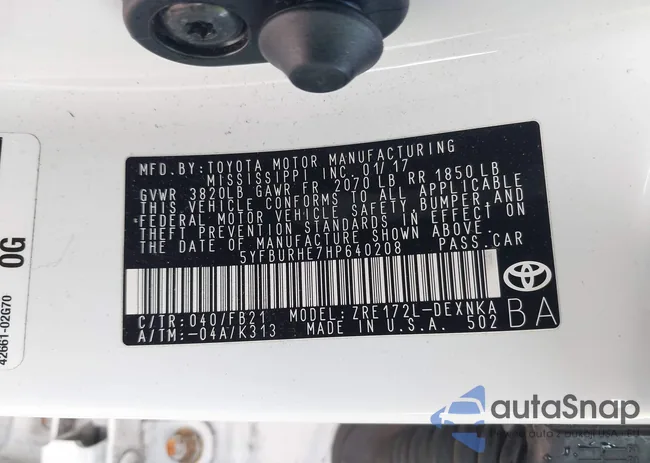 MFD.BY:TOYOTA MOTOR MANUFACTURING
MISSISSIPPI, INC.01/17
GVWR 3820LB GAWR FR 2070 LB RR 1850 LB
THIS VEHICLE CONFORMS TO ALL APPLICABLE
FEDERAL MOTOR VEHICLE SAFETY, BUMPER AND
THEFT PREVENTION STANDARDS IN EFFECT ON
THE DATE OF MANUFACTURE SHOWN ABOVE.
5YFBURHE7HP640208 PASS.CAR
C/TR:040/FB21 MODEL:ZRE172L-DEXNKA
A/TM:-04A/K313 MADE IN U.S.A. 502
BA
0G
42661-02G70
autaSnap